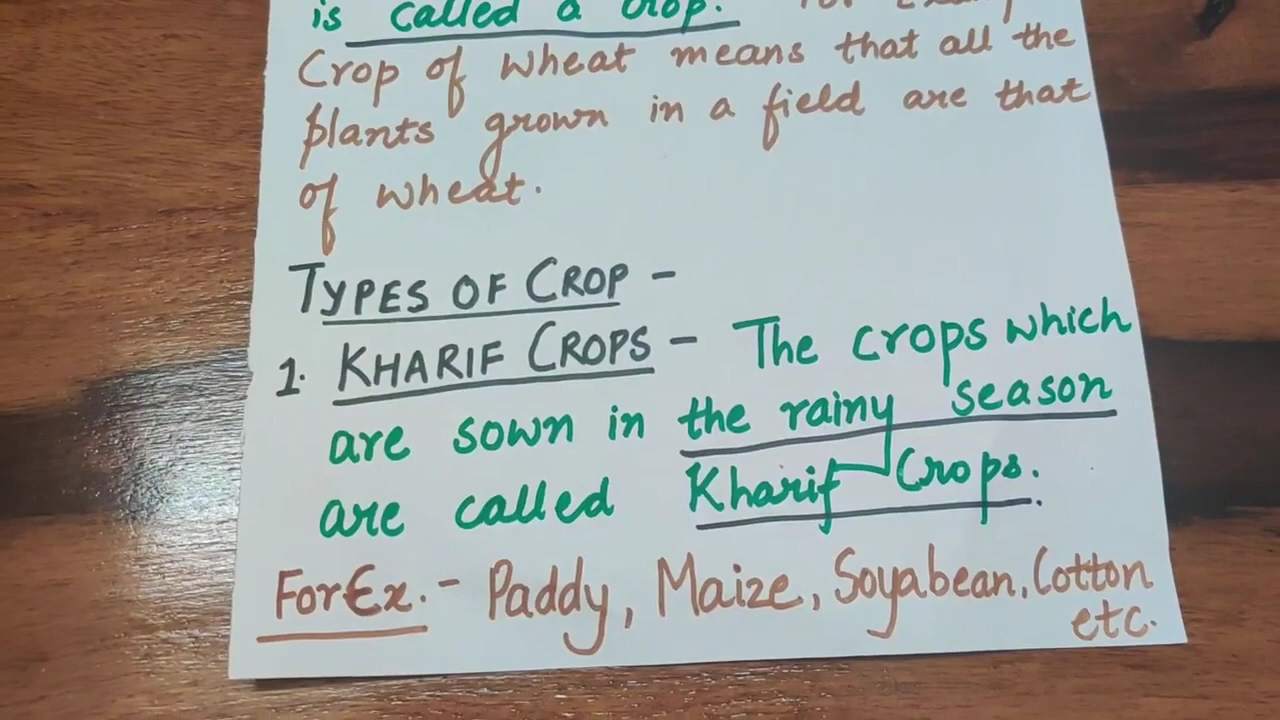 is called a crop. For
Crop of wheat means that all the
plants grown in a field are that
of wheat.
TYPES OF CROP -
1. KHARIF CROPS - The crops which
are sown in the rainy season
are called Kharif Crops.
For Ex. - Paddy, Maize, Soyabean, Cotton
etc.